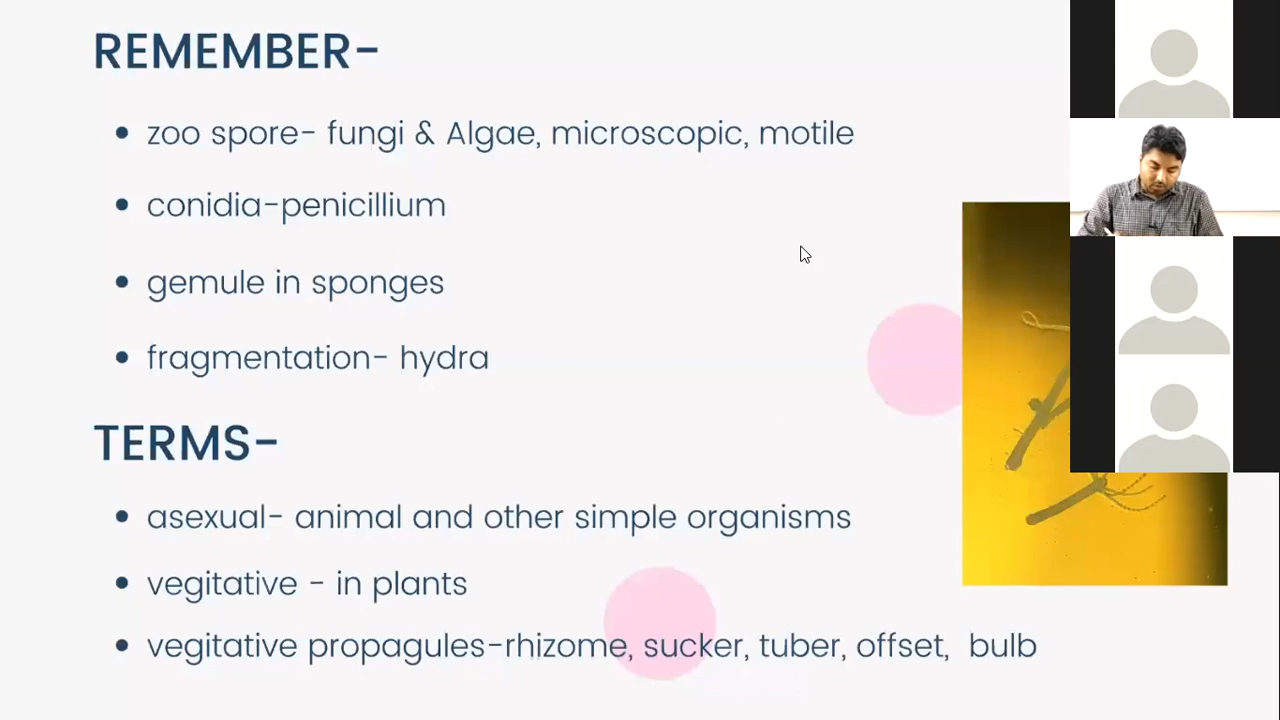 REMEMBER-
zoo spore- fungi & Algae, microscopic, motile
conidia-penicillium
gemule in sponges
fragmentation- hydra
TERMS-
asexual- animal and other simple organisms
vegitative - in plants
vegitative propagules-rhizome, sucker, tuber, offset, bulb